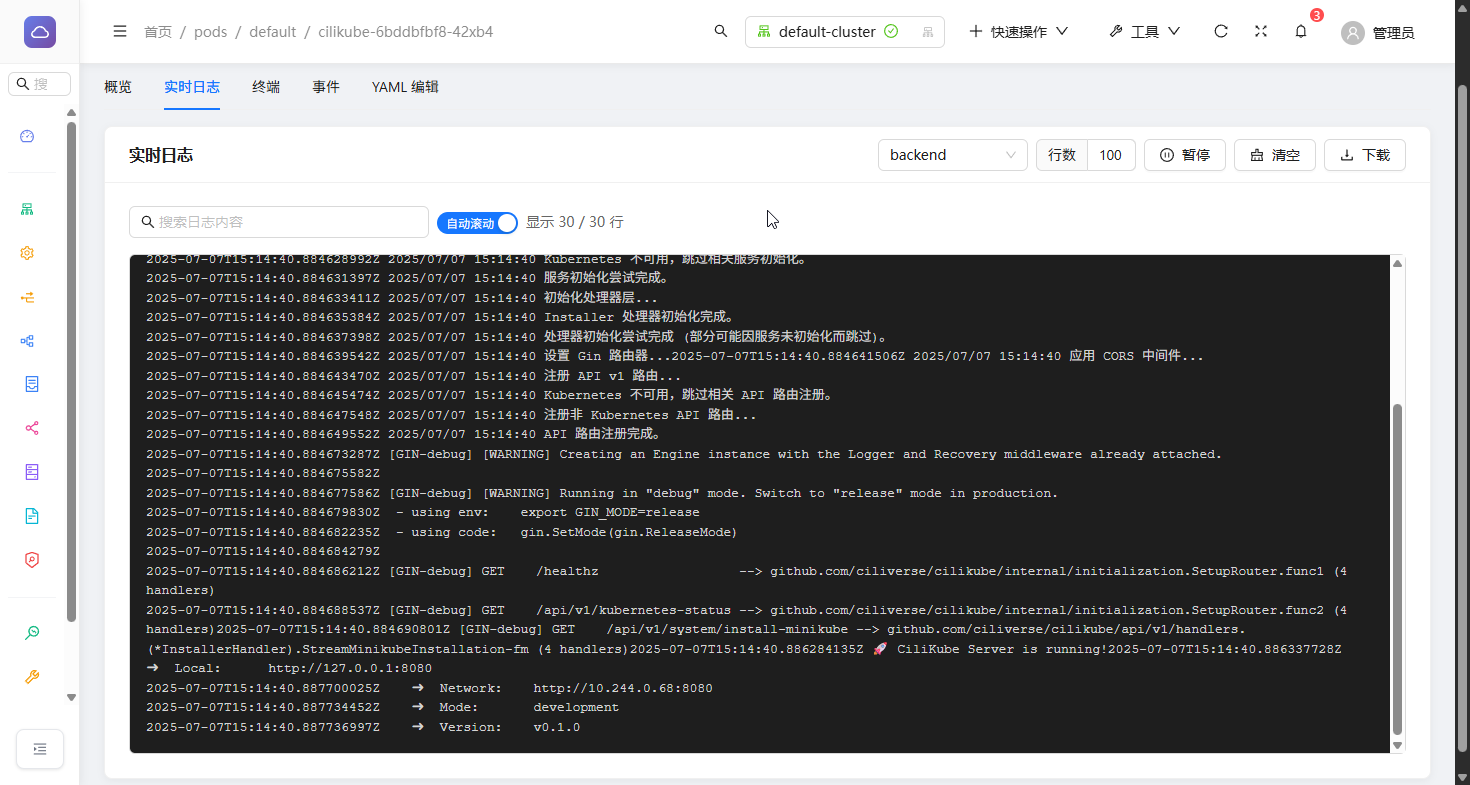 首页 / pods / default / cilikube-6bddbfbf8-42xb4
default-cluster
快速操作
工具
3
管理员
搜
概览 实时日志 终端 事件 YAML 编辑
实时日志
backend
行数 100
暂停
清空
下载
搜索日志内容
自动滚动
显示 30 / 30 行
2025-07-07T15:14:40.884628992Z 2025/07/07 15:14:40 Kubernetes 不可用，跳过相关服务初始化。
2025-07-07T15:14:40.884631397Z 2025/07/07 15:14:40 服务初始化尝试完成。
2025-07-07T15:14:40.884633411Z 2025/07/07 15:14:40 初始化处理器层...
2025-07-07T15:14:40.884635384Z 2025/07/07 15:14:40 Installer 处理器初始化完成。
2025-07-07T15:14:40.884637398Z 2025/07/07 15:14:40 处理器初始化尝试完成 (部分可能因服务未初始化而跳过)。
2025-07-07T15:14:40.884639542Z 2025/07/07 15:14:40 设置 Gin 路由器...2025-07-07T15:14:40.884641506Z 2025/07/07 15:14:40 应用 CORS 中间件...
2025-07-07T15:14:40.884643470Z 2025/07/07 15:14:40 注册 API v1 路由...
2025-07-07T15:14:40.884645474Z 2025/07/07 15:14:40 Kubernetes 不可用，跳过相关 API 路由注册。
2025-07-07T15:14:40.884647548Z 2025/07/07 15:14:40 注册非 Kubernetes API 路由...
2025-07-07T15:14:40.884649552Z 2025/07/07 15:14:40 API 路由注册完成。
2025-07-07T15:14:40.884673287Z [GIN-debug] [WARNING] Creating an Engine instance with the Logger and Recovery middleware already attached.
2025-07-07T15:14:40.884675582Z
2025-07-07T15:14:40.884677586Z [GIN-debug] [WARNING] Running in "debug" mode. Switch to "release" mode in production.
2025-07-07T15:14:40.884679830Z - using env: export GIN_MODE=release
2025-07-07T15:14:40.884682235Z - using code: gin.SetMode(gin.ReleaseMode)
2025-07-07T15:14:40.884684279Z
2025-07-07T15:14:40.884686212Z [GIN-debug] GET /healthz --> github.com/ciliverse/cilikube/internal/initialization.SetupRouter.func1 (4
handlers)
2025-07-07T15:14:40.884688537Z [GIN-debug] GET /api/v1/kubernetes-status --> github.com/ciliverse/cilikube/internal/initialization.SetupRouter.func2 (4
handlers)2025-07-07T15:14:40.884690801Z [GIN-debug] GET /api/v1/system/install-minikube --> github.com/ciliverse/cilikube/api/v1/handlers.
(*InstallerHandler).StreamMinikubeInstallation-fm (4 handlers)2025-07-07T15:14:40.886284135Z 🚀 CiliKube Server is running!2025-07-07T15:14:40.886337728Z
➜ Local: http://127.0.0.1:8080
2025-07-07T15:14:40.887700025Z ➜ Network: http://10.244.0.68:8080
2025-07-07T15:14:40.887734452Z ➜ Mode: development
2025-07-07T15:14:40.887736997Z ➜ Version: v0.1.0